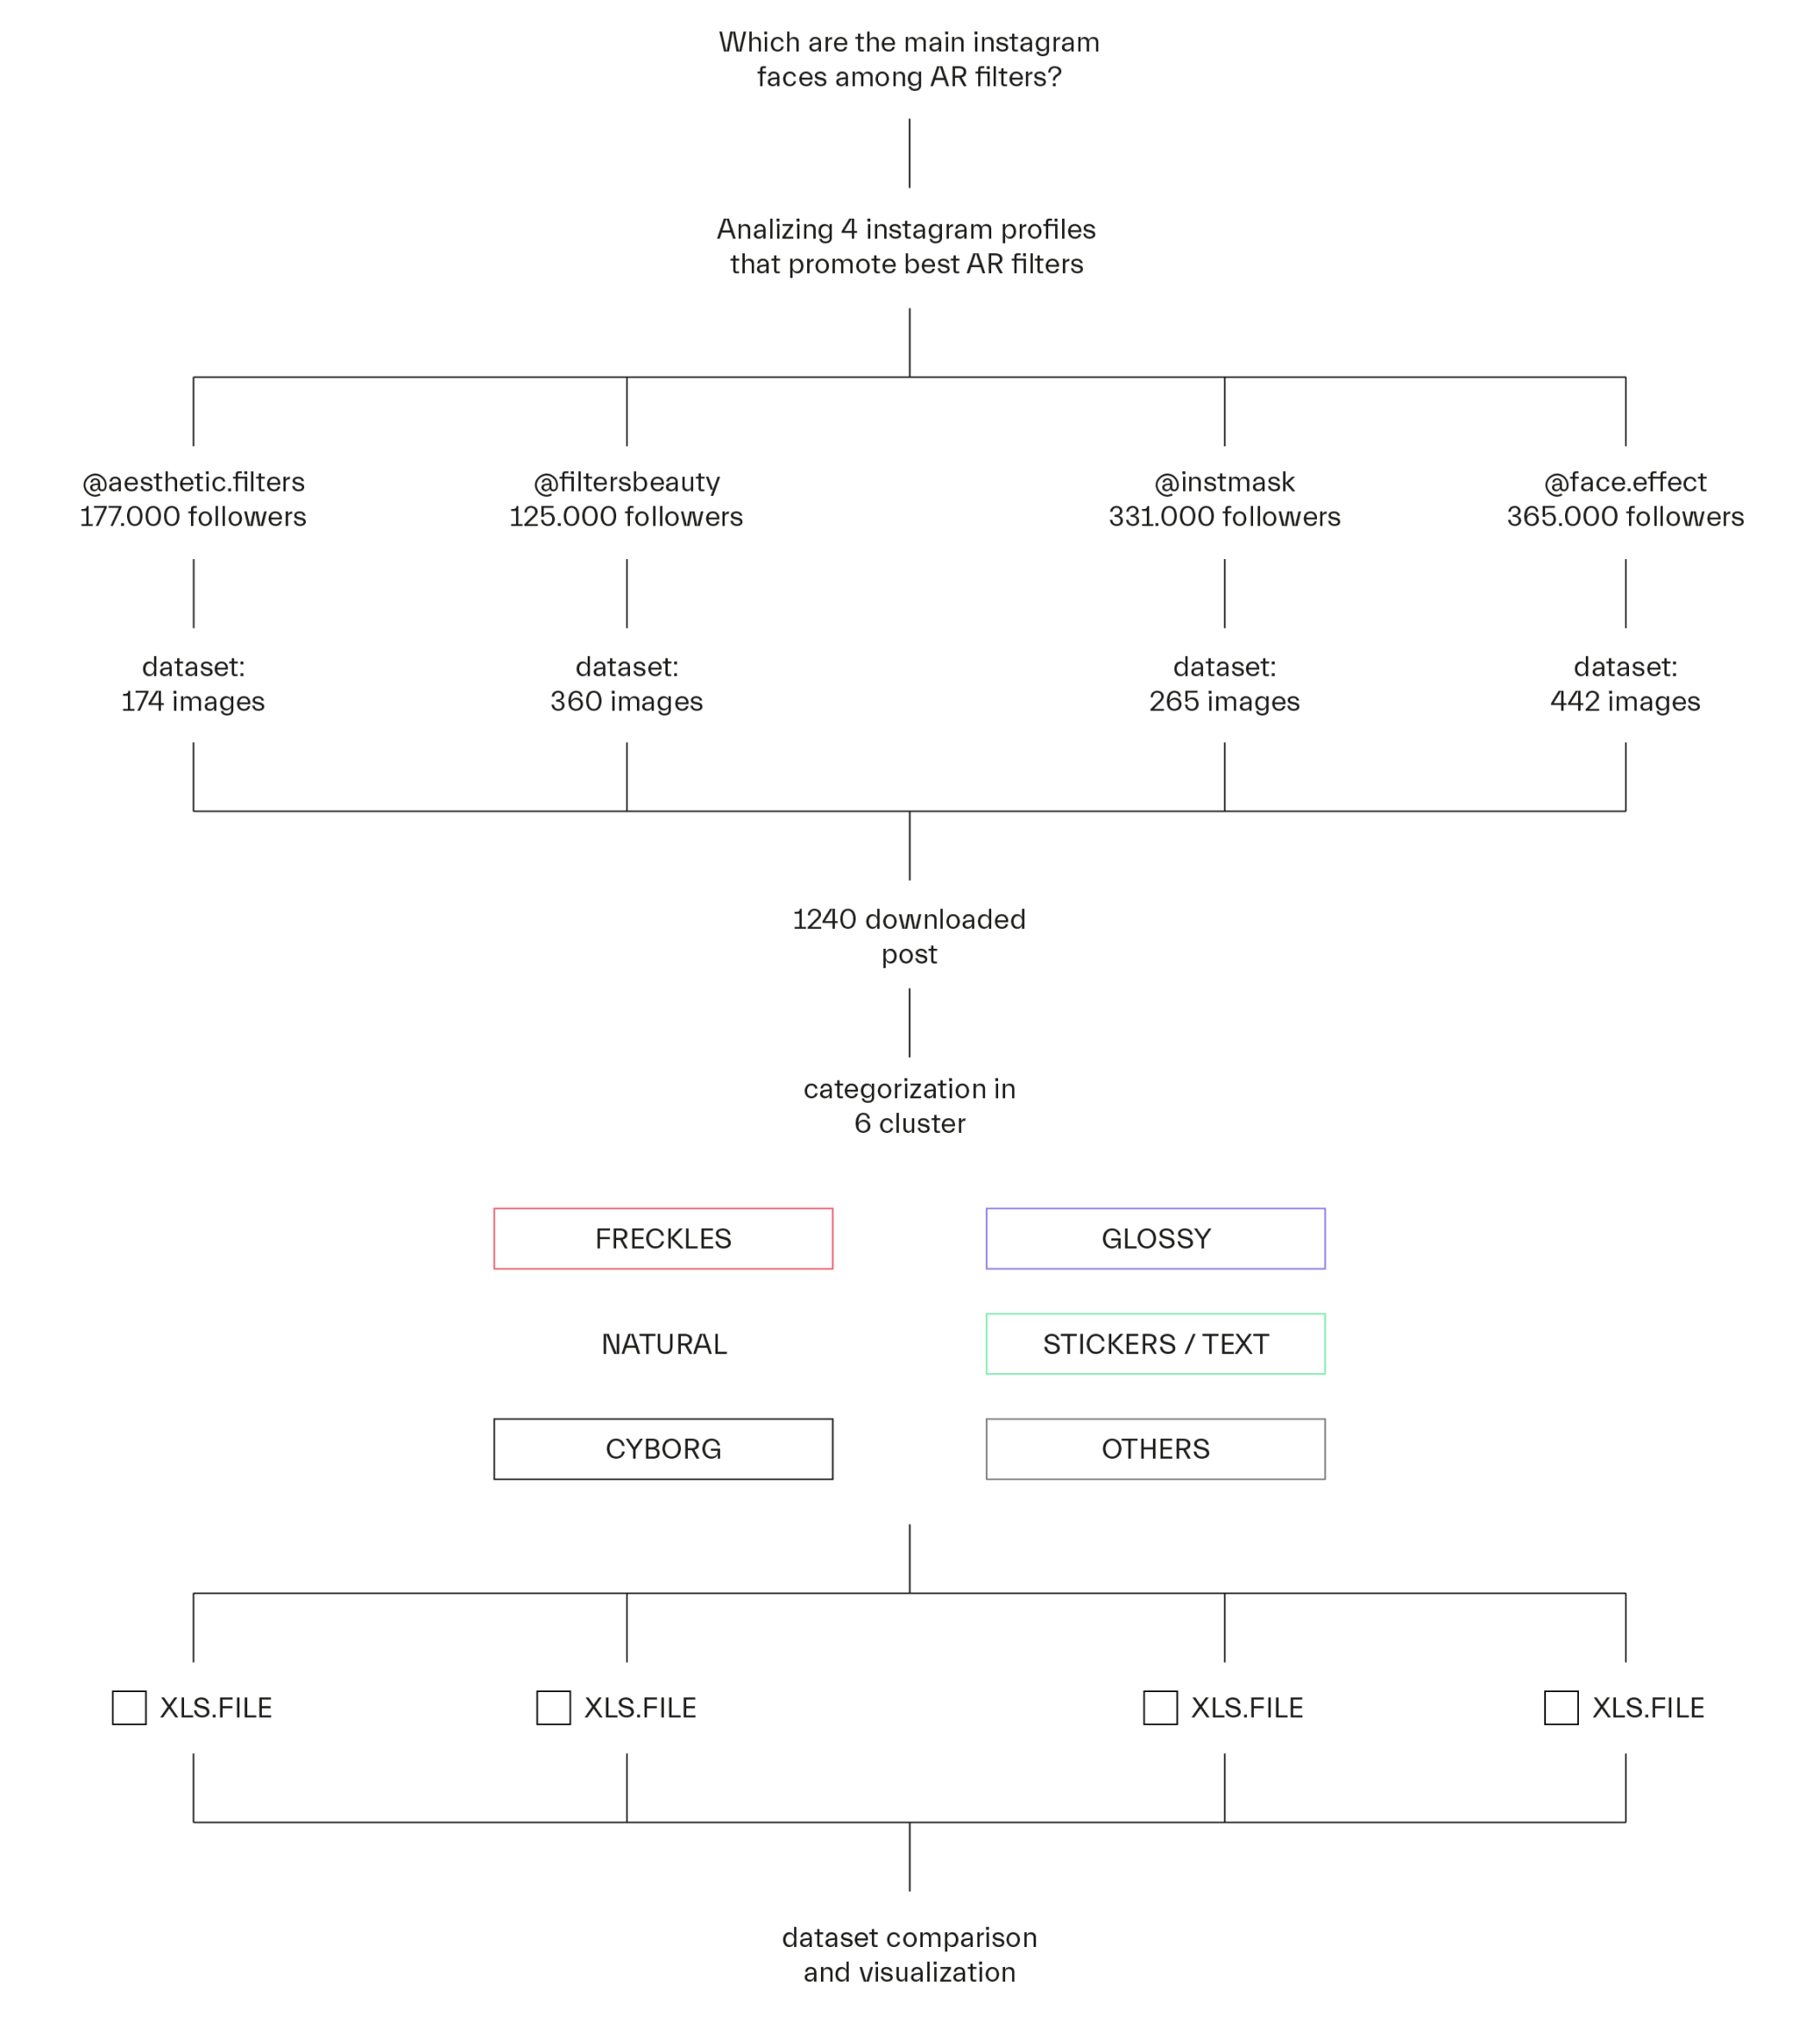 Which are the main instagram
faces among AR filters?
Analizing 4 instagram profiles
that promote best AR filters
@aesthetic.filters
177.000 followers
@filtersbeauty
125.000 followers
@instmask
331.000 followers
@face.effect
365.000 followers
dataset:
174 images
dataset:
360 images
dataset:
265 images
dataset:
442 images
1240 downloaded
post
categorization in
6 cluster
FRECKLES
GLOSSY
NATURAL
STICKERS / TEXT
CYBORG
OTHERS
XLS.FILE
XLS.FILE
XLS.FILE
XLS.FILE
dataset comparison
and visualization